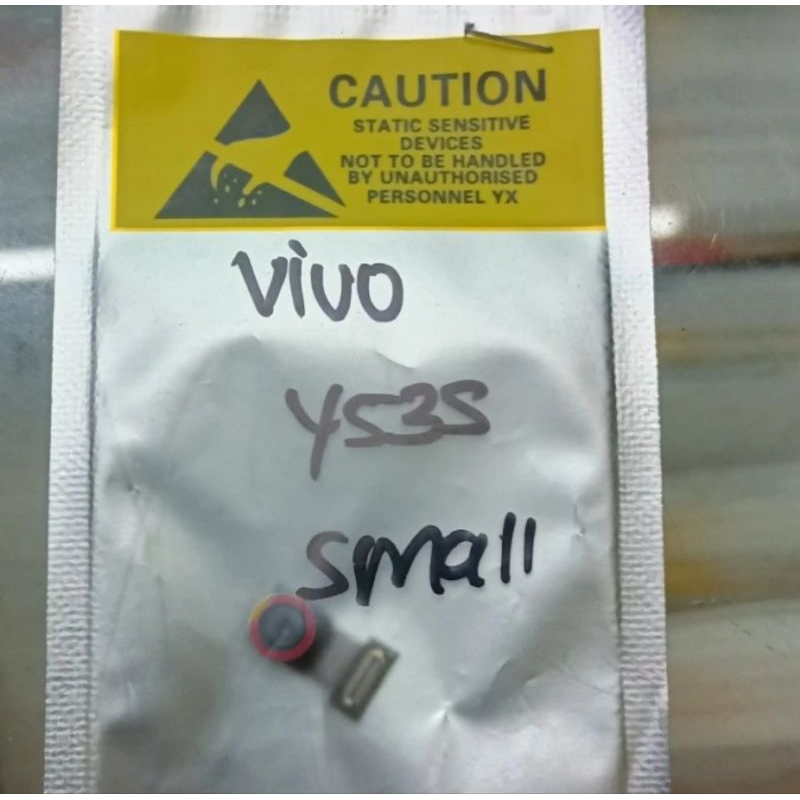 CAUTION
STATIC SENSITIVE
DEVICES
NOT TO BE HANDLED
BY UNAUTHORISED
PERSONNEL YX
vivo
Y53S
small